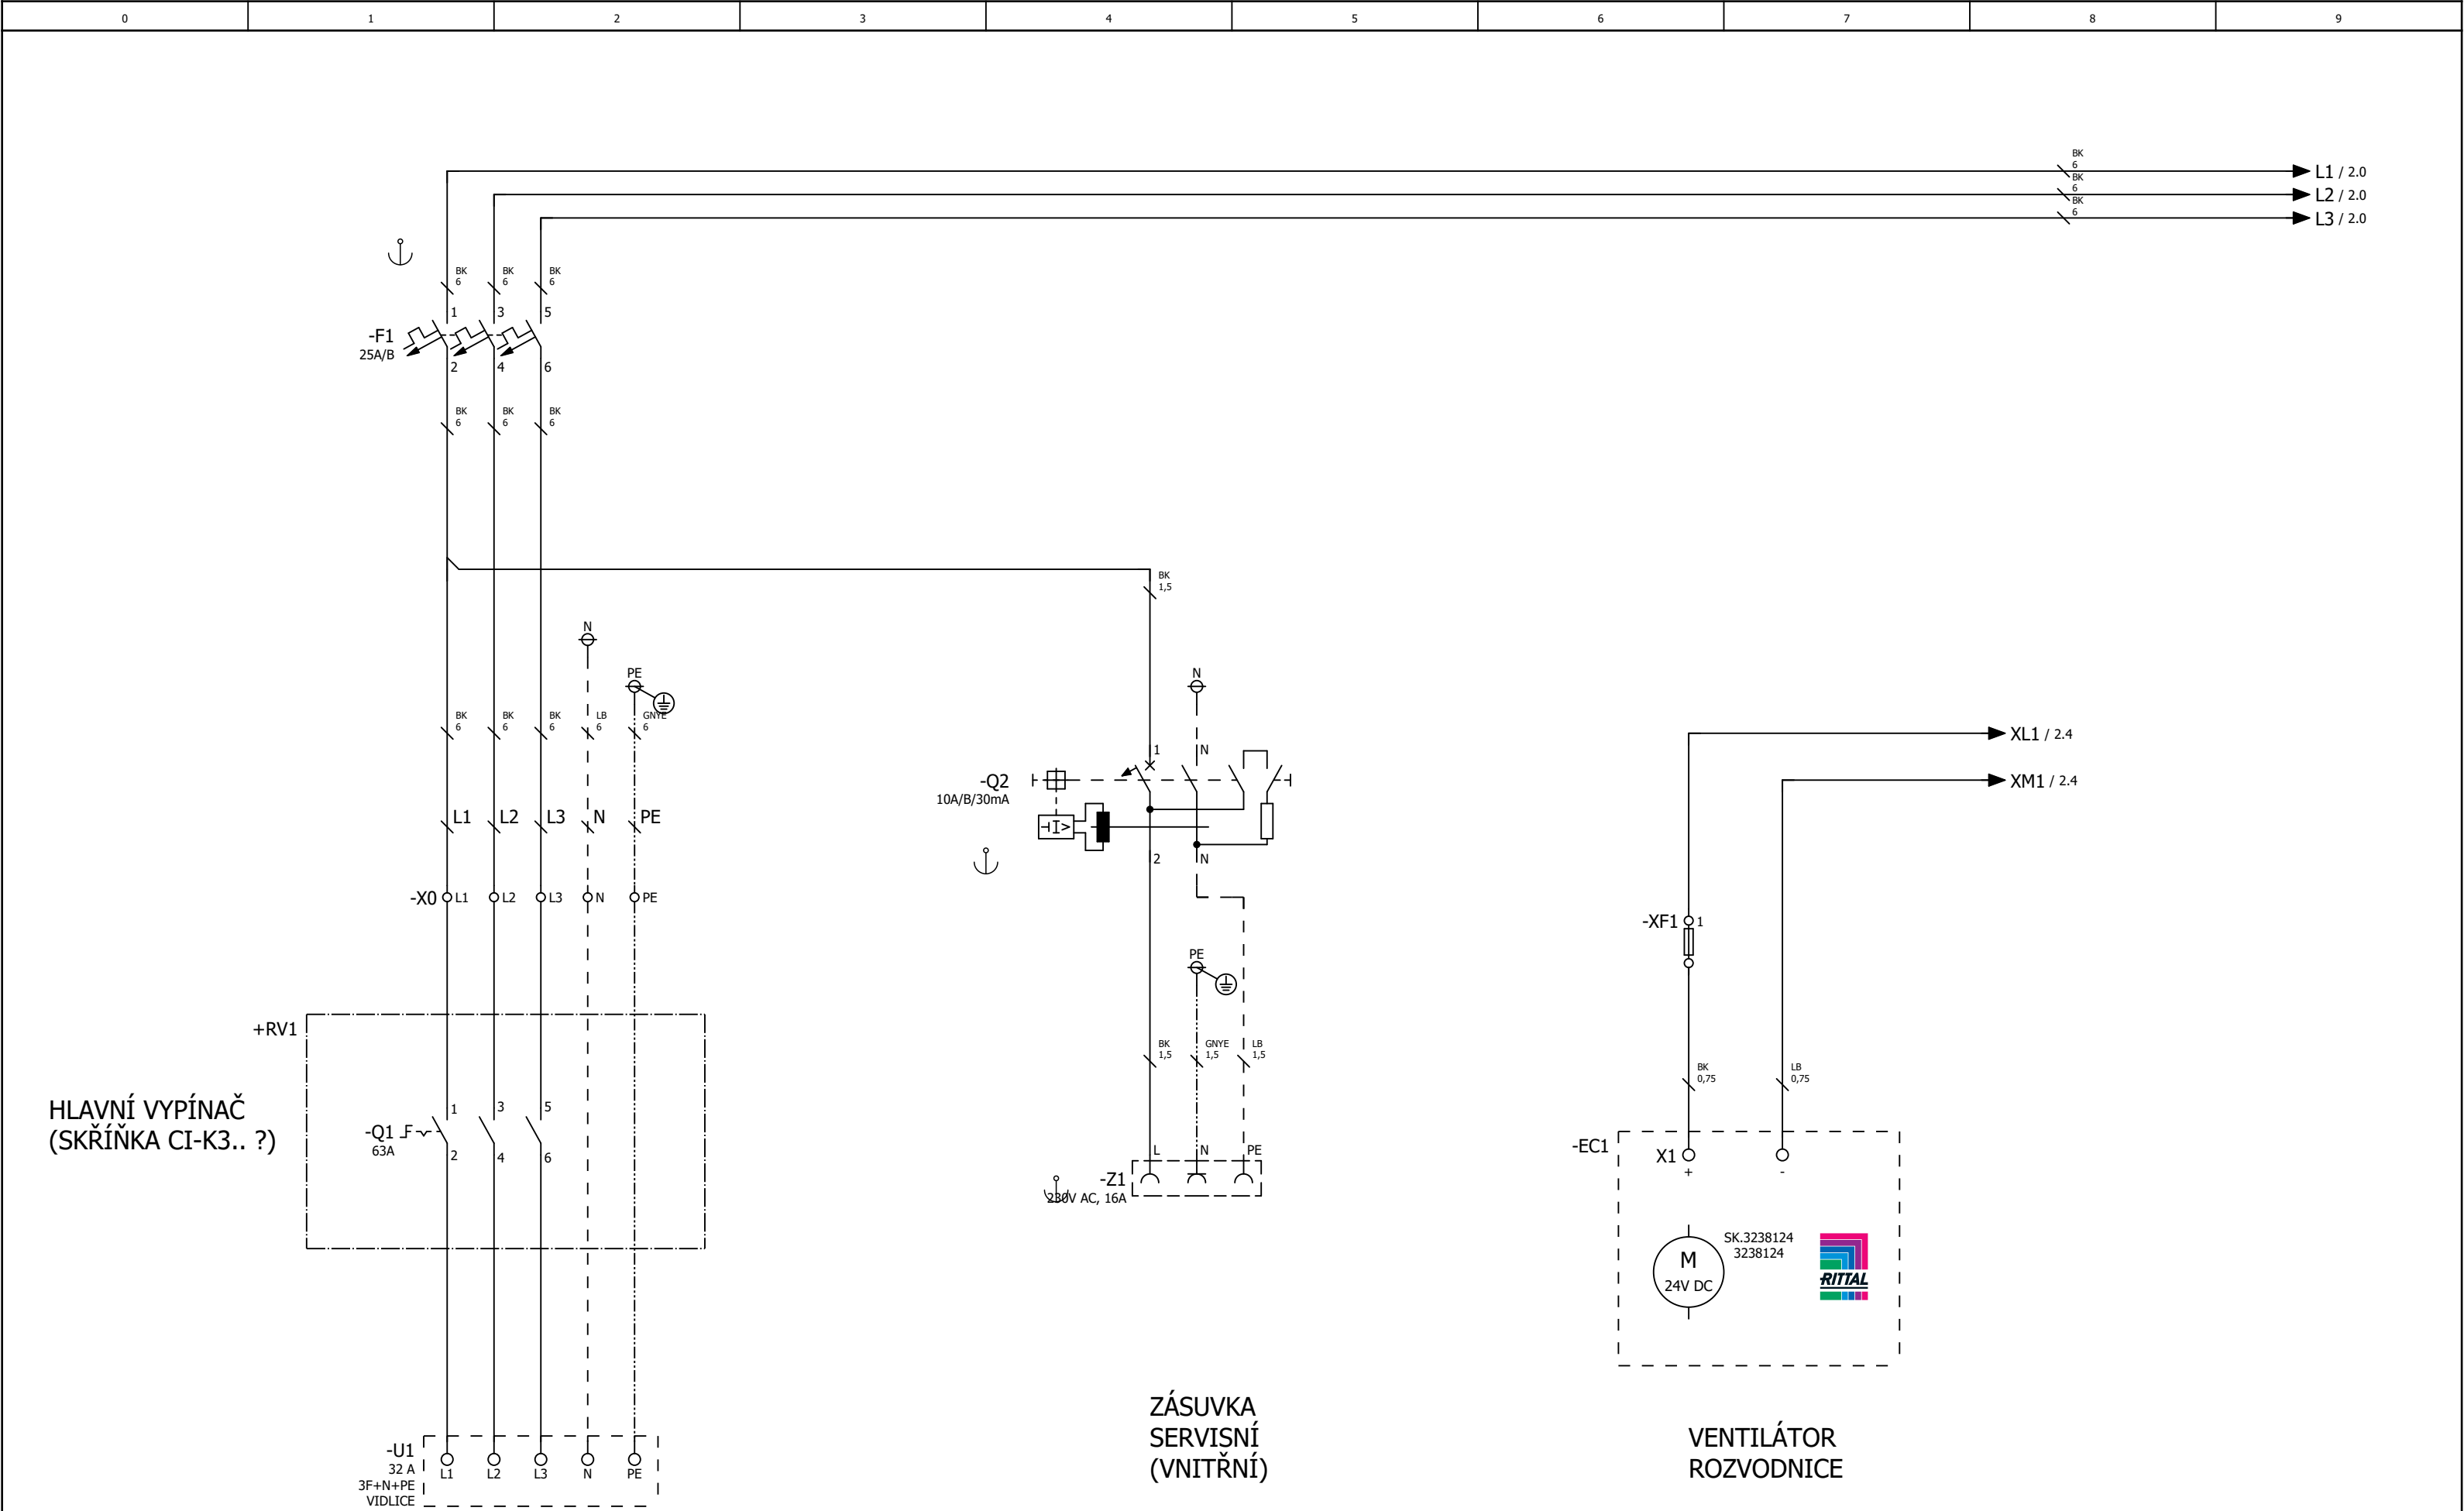 0 1 2 3 4 5 6 7 8 9
BK
6
L1 / 2.0
BK
6
L2 / 2.0
BK
6
L3 / 2.0
BK BK BK
6 6 6
1 3 5
-F1
25A/B
2 4 6
BK BK BK
6 6 6
BK
1,5
N
PE
N
BK BK BK LB GNYE
6 6 6 6 6
XL1 / 2.4
1 N
-Q2
10A/B/30mA
XM1 / 2.4
L1 L2 L3 N PE
I>
2 N
-X0 L1 L2 L3 N PE
-XF1 1
PE
+RV1
BK GNYE LB
1,5 1,5 1,5
BK LB
0,75 0,75
HLAVNÍ VYPÍNAČ
(SKŘÍŇKA CI-K3.. ?)
1 3 5
-Q1
63A
2 4 6
L N PE
-Z1
230V AC, 16A
-EC1
X1
+ -
SK.3238124
3238124
M
24V DC
RITTAL
ZÁSUVKA
SERVISNÍ
(VNITŘNÍ)
VENTILÁTOR
ROZVODNICE
-U1
32 A
3F+N+PE
VIDLICE
L1 L2 L3 N PE